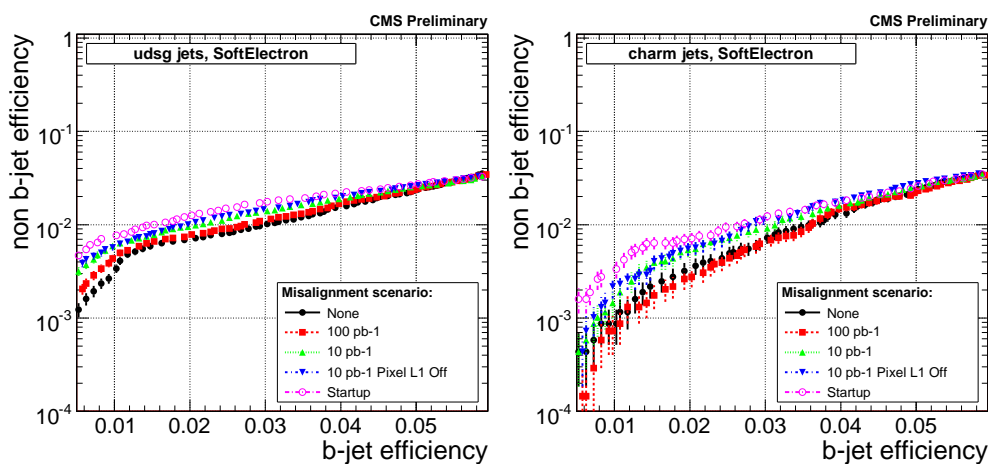 CMS Preliminary
non b-jet efficiency
udsg jets, SoftElectron
1
10-1
10-2
10-3
10-4
Misalignment scenario:
None
100 pb-1
10 pb-1
10 pb-1 Pixel L1 Off
Startup
0.01 0.02 0.03 0.04 0.05
b-jet efficiency
CMS Preliminary
non b-jet efficiency
charm jets, SoftElectron
1
10-1
10-2
10-3
10-4
Misalignment scenario:
None
100 pb-1
10 pb-1
10 pb-1 Pixel L1 Off
Startup
0.01 0.02 0.03 0.04 0.05
b-jet efficiency